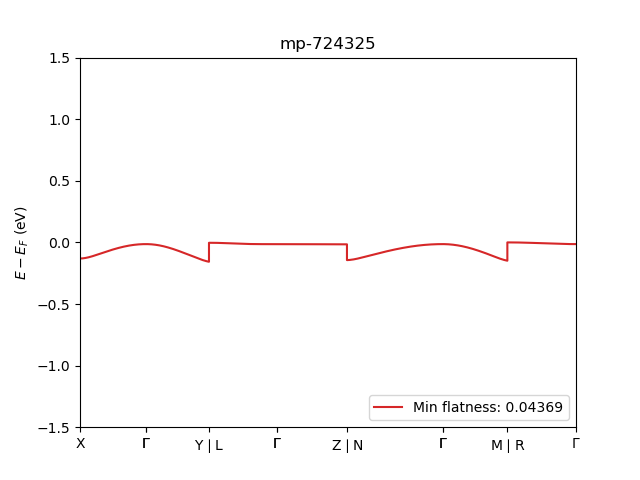 mp-724325
E − E_F (eV)
1.5
1.0
0.5
0.0
−0.5
−1.0
−1.5
Min flatness: 0.04369
X Γ Y | L Γ Z | N Γ M | R Γ